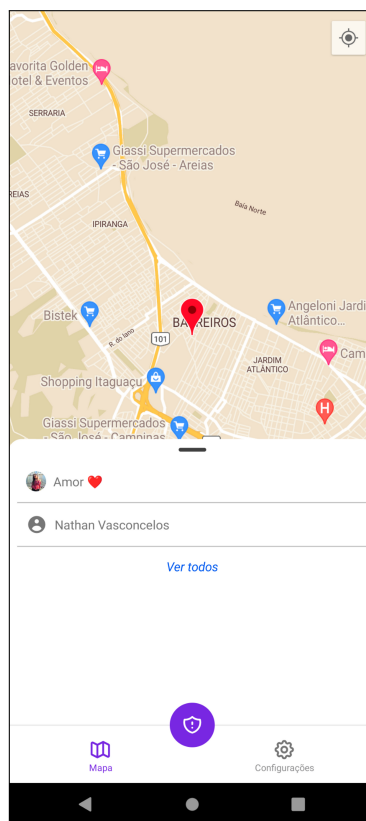 avorita Golden
otel & Eventos
SERRARIA
Giassi Supermercados
- São José - Areias
REIAS
Baía Norte
IPIRANGA
Bistek
R. do Iano
101
BARREIROS
Angeloni Jardi
Atlântico...
JARDIM
ATLÂNTICO
Cam
Shopping Itaguaçu
H
Giassi Supermercados
- São José - Campinas
Amor ❤️
Nathan Vasconcelos
Ver todos
Mapa
Configurações